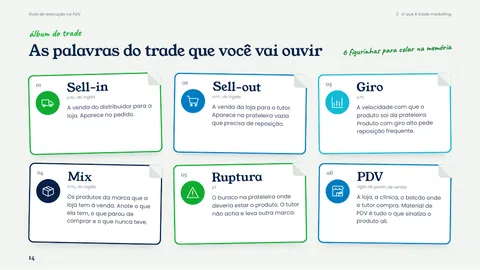 Guia de execução no PDV
2 · O que é trade marketing
álbum do trade
As palavras do trade que você vai ouvir
6 figurinhas para colar na memória
01
Sell-in
s.m., do inglês
A venda do distribuidor para a
loja. Aparece no pedido.
02
Sell-out
s.m., do inglês
A venda da loja para o tutor.
Aparece na prateleira vazia
que precisa de reposição.
03
Giro
s.m.
A velocidade com que o
produto sai da prateleira.
Produto com giro alto pede
reposição frequente.
04
Mix
s.m., do inglês
Os produtos da marca que a
loja tem à venda. Anote o que
ela tem, o que parou de
comprar e o que nunca teve.
05
Ruptura
s.f.
O buraco na prateleira onde
deveria estar o produto. O tutor
não acha e leva outra marca.
06
PDV
sigla de ponto de venda
A loja, a clínica, o balcão onde
o tutor compra. Material de
PDV é tudo o que sinaliza o
produto ali.
14